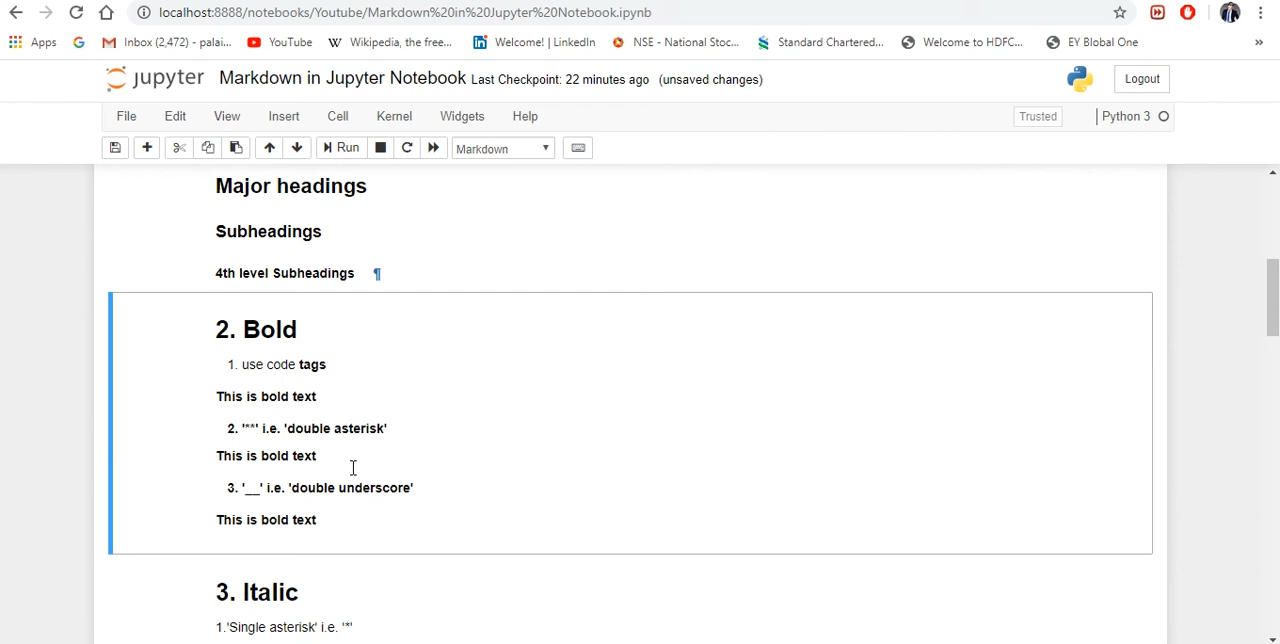 localhost:8888/notebooks/Youtube/Markdown%20in%20Jupyter%20Notebook.ipynb
Apps Inbox (2,472) - palai... YouTube Wikipedia, the free... Welcome! | LinkedIn NSE - National Stoc... Standard Chartered... Welcome to HDFC... EY Blobal One »
jupyter Markdown in Jupyter Notebook Last Checkpoint: 22 minutes ago (unsaved changes) Logout
File Edit View Insert Cell Kernel Widgets Help Trusted Python 3
Run Markdown
Major headings
Subheadings
4th level Subheadings ¶
2. Bold
1. use code tags
This is bold text
2. '**' i.e. 'double asterisk'
This is bold text
3. '__' i.e. 'double underscore'
This is bold text
3. Italic
1.'Single asterisk' i.e. '*'